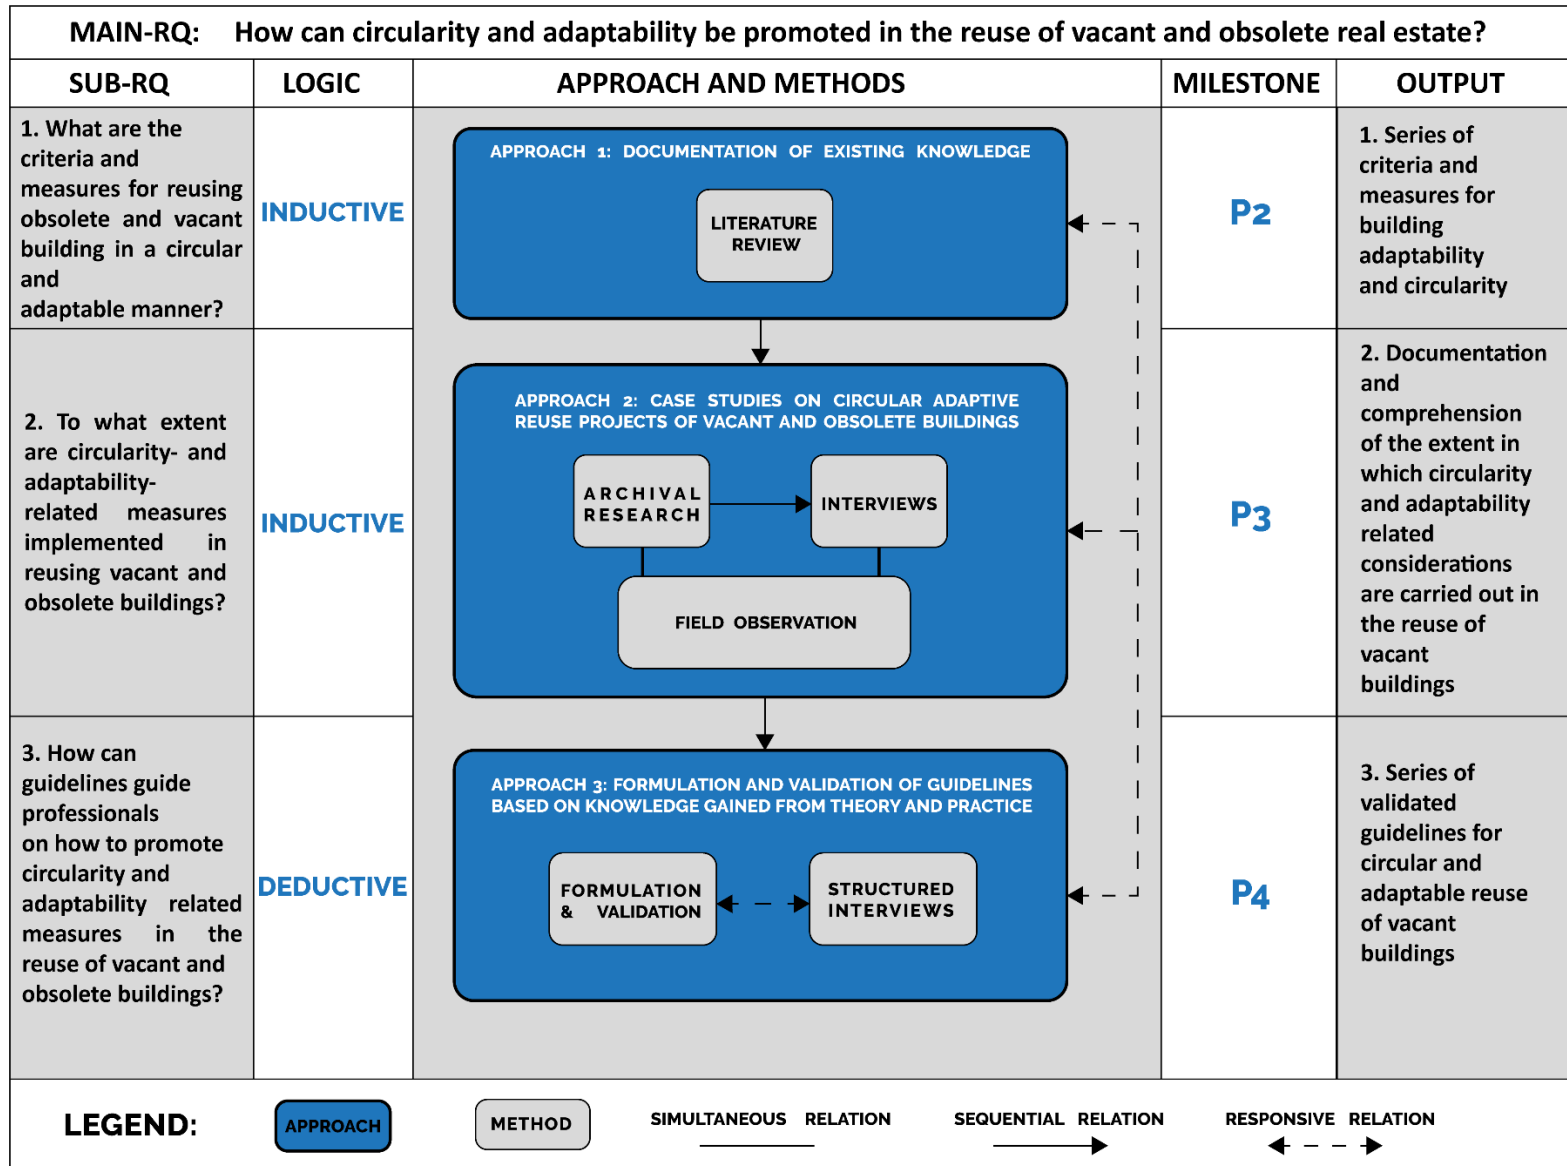 MAIN-RQ: How can circularity and adaptability be promoted in the reuse of vacant and obsolete real estate?
SUB-RQ
LOGIC
APPROACH AND METHODS
MILESTONE
OUTPUT
1. What are the
criteria and
measures for reusing
obsolete and vacant
building in a circular
and
adaptable manner?
INDUCTIVE
APPROACH 1: DOCUMENTATION OF EXISTING KNOWLEDGE
LITERATURE
REVIEW
P2
1. Series of
criteria and
measures for
building
adaptability
and circularity
2. To what extent
are circularity- and
adaptability-
related measures
implemented in
reusing vacant and
obsolete buildings?
INDUCTIVE
APPROACH 2: CASE STUDIES ON CIRCULAR ADAPTIVE
REUSE PROJECTS OF VACANT AND OBSOLETE BUILDINGS
ARCHIVAL
RESEARCH
INTERVIEWS
FIELD OBSERVATION
P3
2. Documentation
and
comprehension
of the extent in
which circularity
and adaptability
related
considerations
are carried out in
the reuse of
vacant
buildings
3. How can
guidelines guide
professionals
on how to promote
circularity and
adaptability related
measures in the
reuse of vacant and
obsolete buildings?
DEDUCTIVE
APPROACH 3: FORMULATION AND VALIDATION OF GUIDELINES
BASED ON KNOWLEDGE GAINED FROM THEORY AND PRACTICE
FORMULATION
& VALIDATION
STRUCTURED
INTERVIEWS
P4
3. Series of
validated
guidelines for
circular and
adaptable reuse
of vacant
buildings
LEGEND:
APPROACH
METHOD
SIMULTANEOUS RELATION
SEQUENTIAL RELATION
RESPONSIVE RELATION